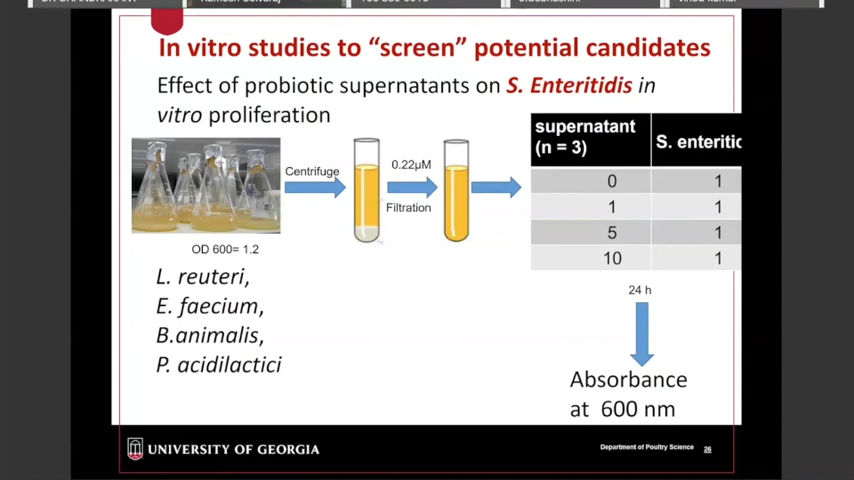 In vitro studies to “screen” potential candidates
Effect of probiotic supernatants on S. Enteritidis in
vitro proliferation
Centrifuge
0.22µM
Filtration
OD 600= 1.2
supernatant
(n = 3)
S. enteritic
0 1
1 1
5 1
10 1
24 h
Absorbance
at 600 nm
L. reuteri,
E. faecium,
B.animalis,
P. acidilactici
UNIVERSITY OF GEORGIA
Department of Poultry Science 26